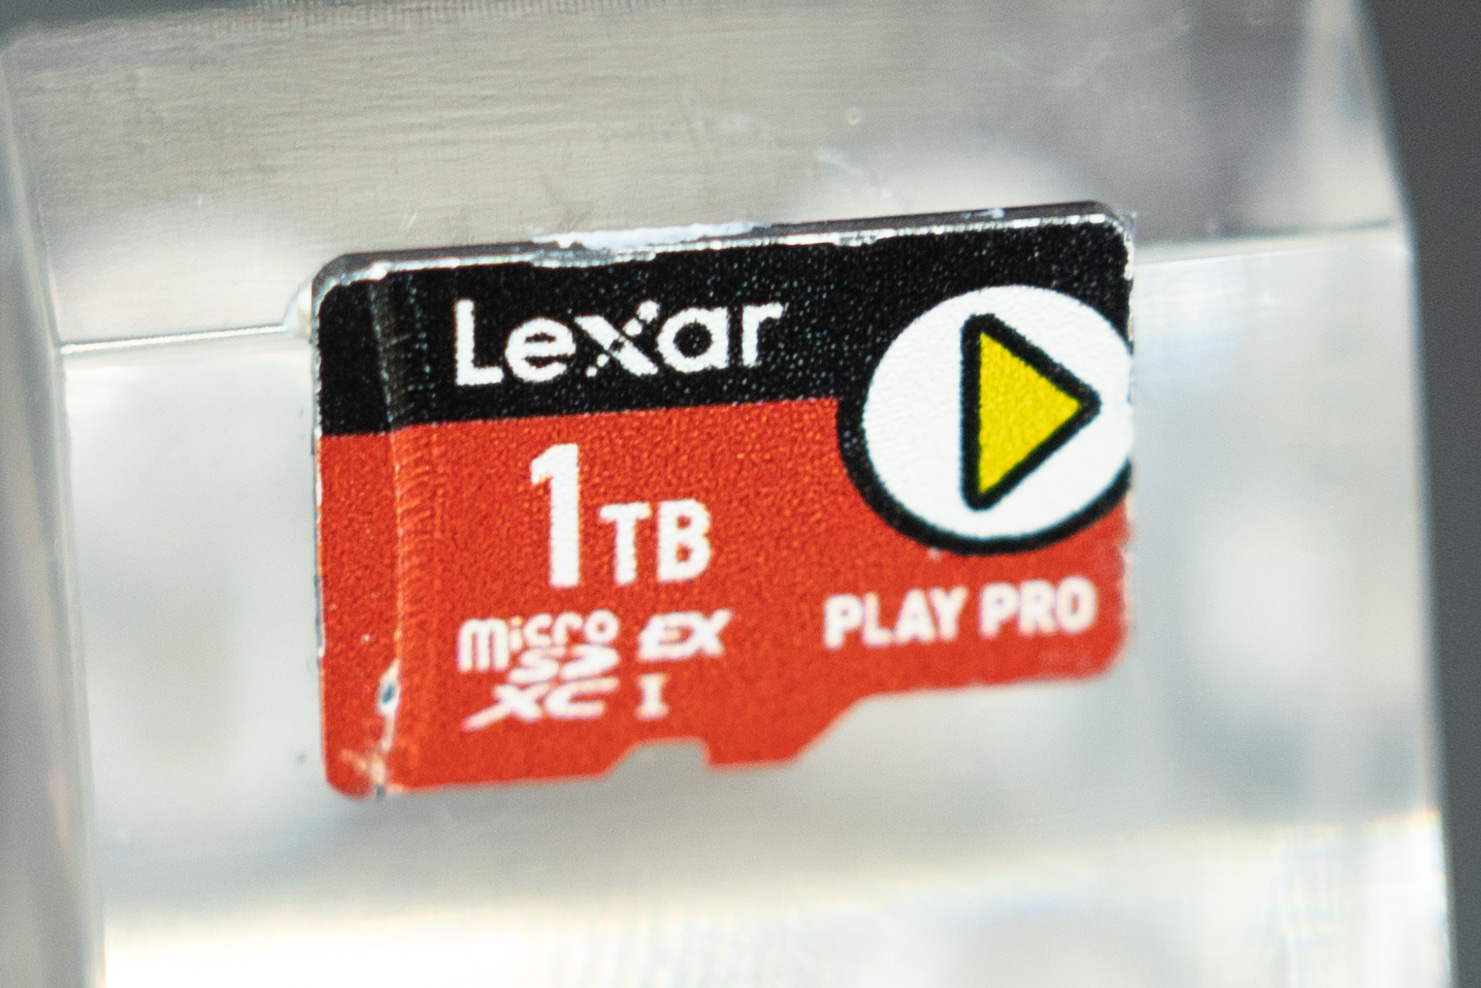 Lexar
1TB
micro EX
SD
XC I
PLAY PRO